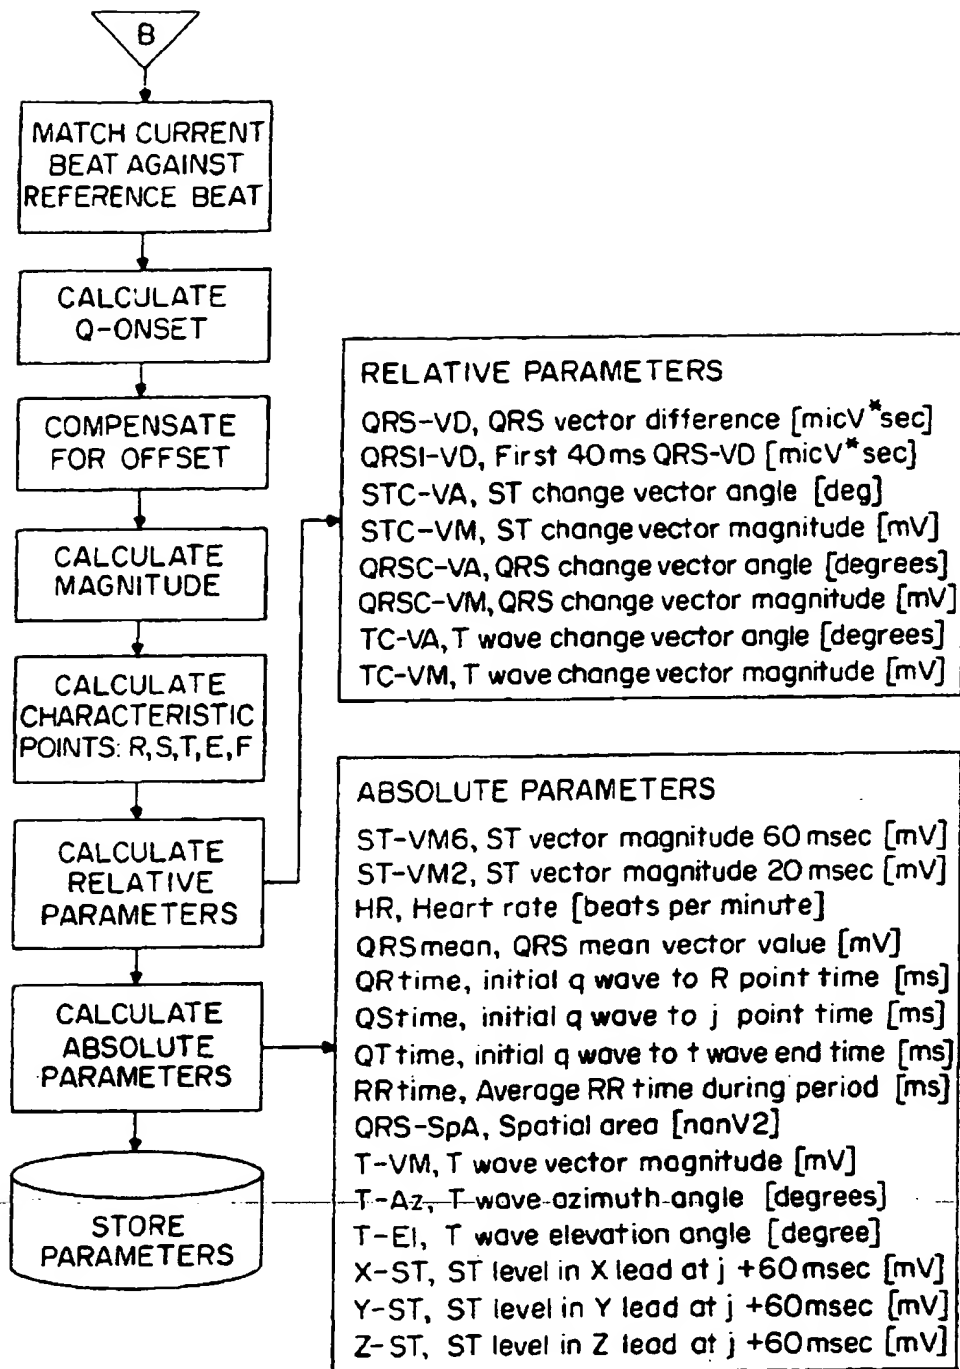 B
MATCH CURRENT
BEAT AGAINST
REFERENCE BEAT
CALCULATE
Q-ONSET
COMPENSATE
FOR OFFSET
CALCULATE
MAGNITUDE
CALCULATE
CHARACTERISTIC
POINTS: R,S,T,E,F
CALCULATE
RELATIVE
PARAMETERS
CALCULATE
ABSOLUTE
PARAMETERS
STORE
PARAMETERS
RELATIVE PARAMETERS
QRS-VD, QRS vector difference [micV*sec]
QRSI-VD, First 40ms QRS-VD [micV*sec]
STC-VA, ST change vector angle [deg]
STC-VM, ST change vector magnitude [mV]
QRSC-VA, QRS change vector angle [degrees]
QRSC-VM, QRS change vector magnitude [mV]
TC-VA, T wave change vector angle [degrees]
TC-VM, T wave change vector magnitude [mV]
ABSOLUTE PARAMETERS
ST-VM6, ST vector magnitude 60 msec [mV]
ST-VM2, ST vector magnitude 20 msec [mV]
HR, Heart rate [beats per minute]
QRSmean, QRS mean vector value [mV]
QRtime, initial q wave to R point time [ms]
QStime, initial q wave to j point time [ms]
QTtime, initial q wave to t wave end time [ms]
RRtime, Average RR time during period [ms]
QRS-SpA, Spatial area [nanV2]
T-VM, T wave vector magnitude [mV]
T-Az, T wave azimuth angle [degrees]
T-El, T wave elevation angle [degree]
X-ST, ST level in X lead at j +60msec [mV]
Y-ST, ST level in Y lead at j +60msec [mV]
Z-ST, ST level in Z lead at j +60msec [mV]